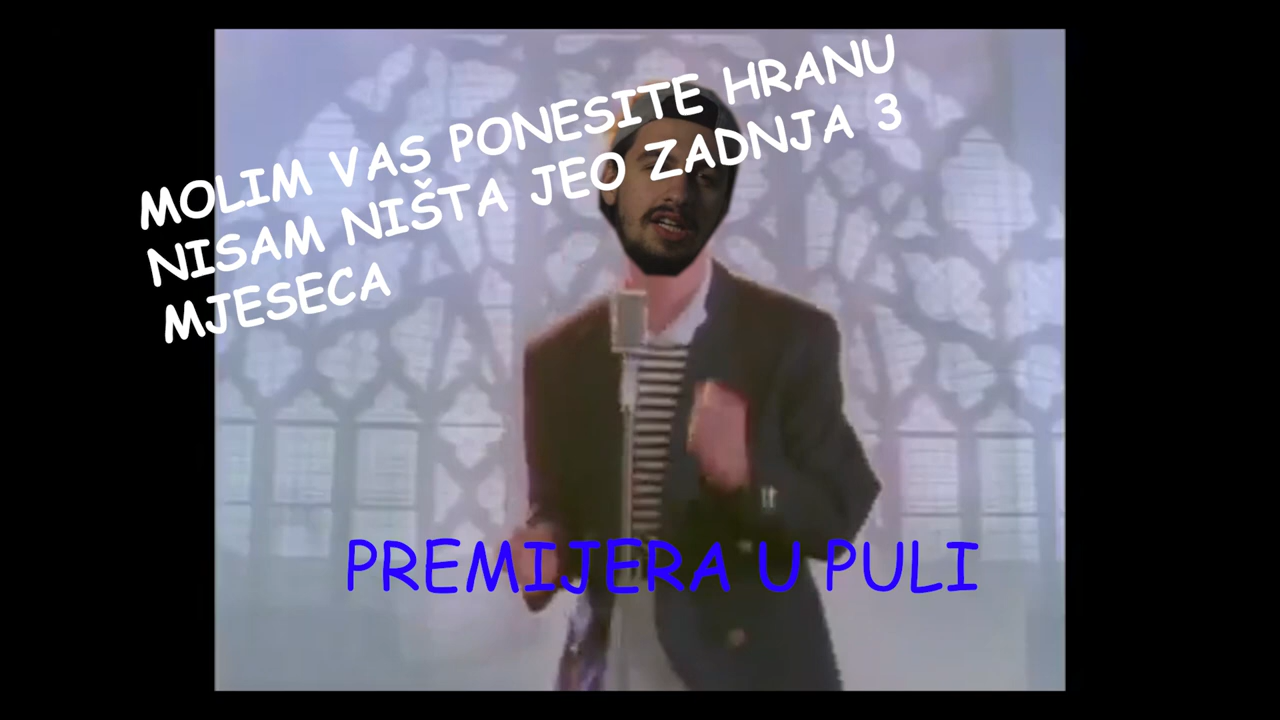 MOLIM VAS PONESITE HRANU
NISAM NIŠTA JEO ZADNJA 3
MJESECA
PREMIJERA U PULI